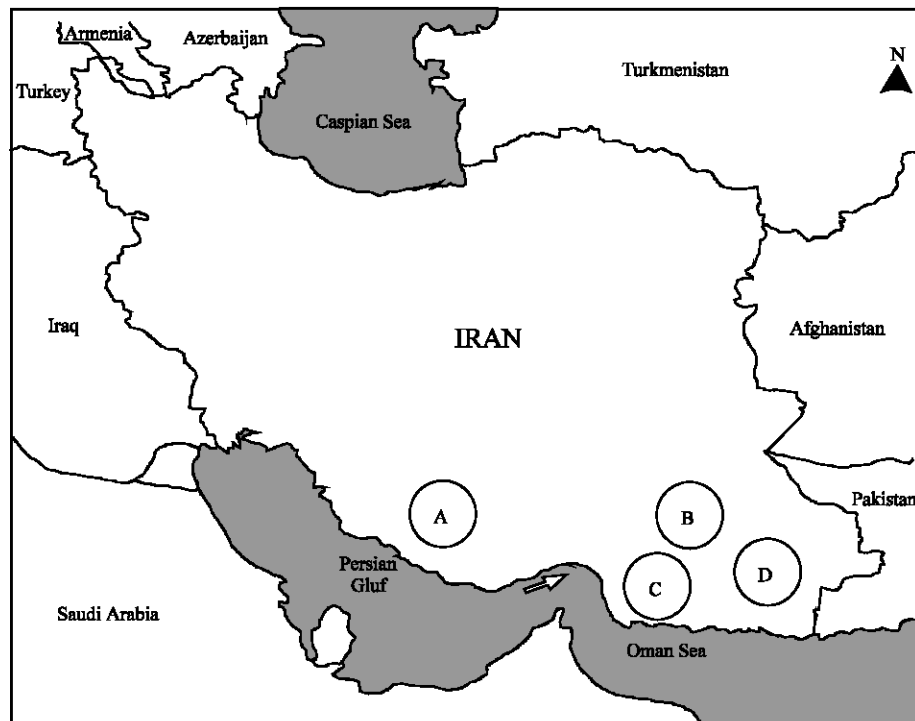 Armenia
Azerbaijan
Turkey
Caspian Sea
Turkmenistan
N
Iraq
IRAN
Afghanistan
A
B
Pakistan
Persian
Gluf
C
D
Saudi Arabia
Oman Sea